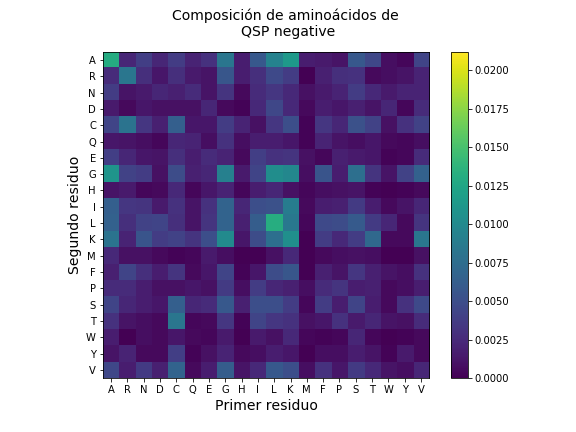 Composición de aminoácidos de
QSP negative
Segundo residuo
A
R
N
D
C
Q
E
G
H
I
L
K
M
F
P
S
T
W
Y
V
A R N D C Q E G H I L K M F P S T W Y V
Primer residuo
0.0200
0.0175
0.0150
0.0125
0.0100
0.0075
0.0050
0.0025
0.0000